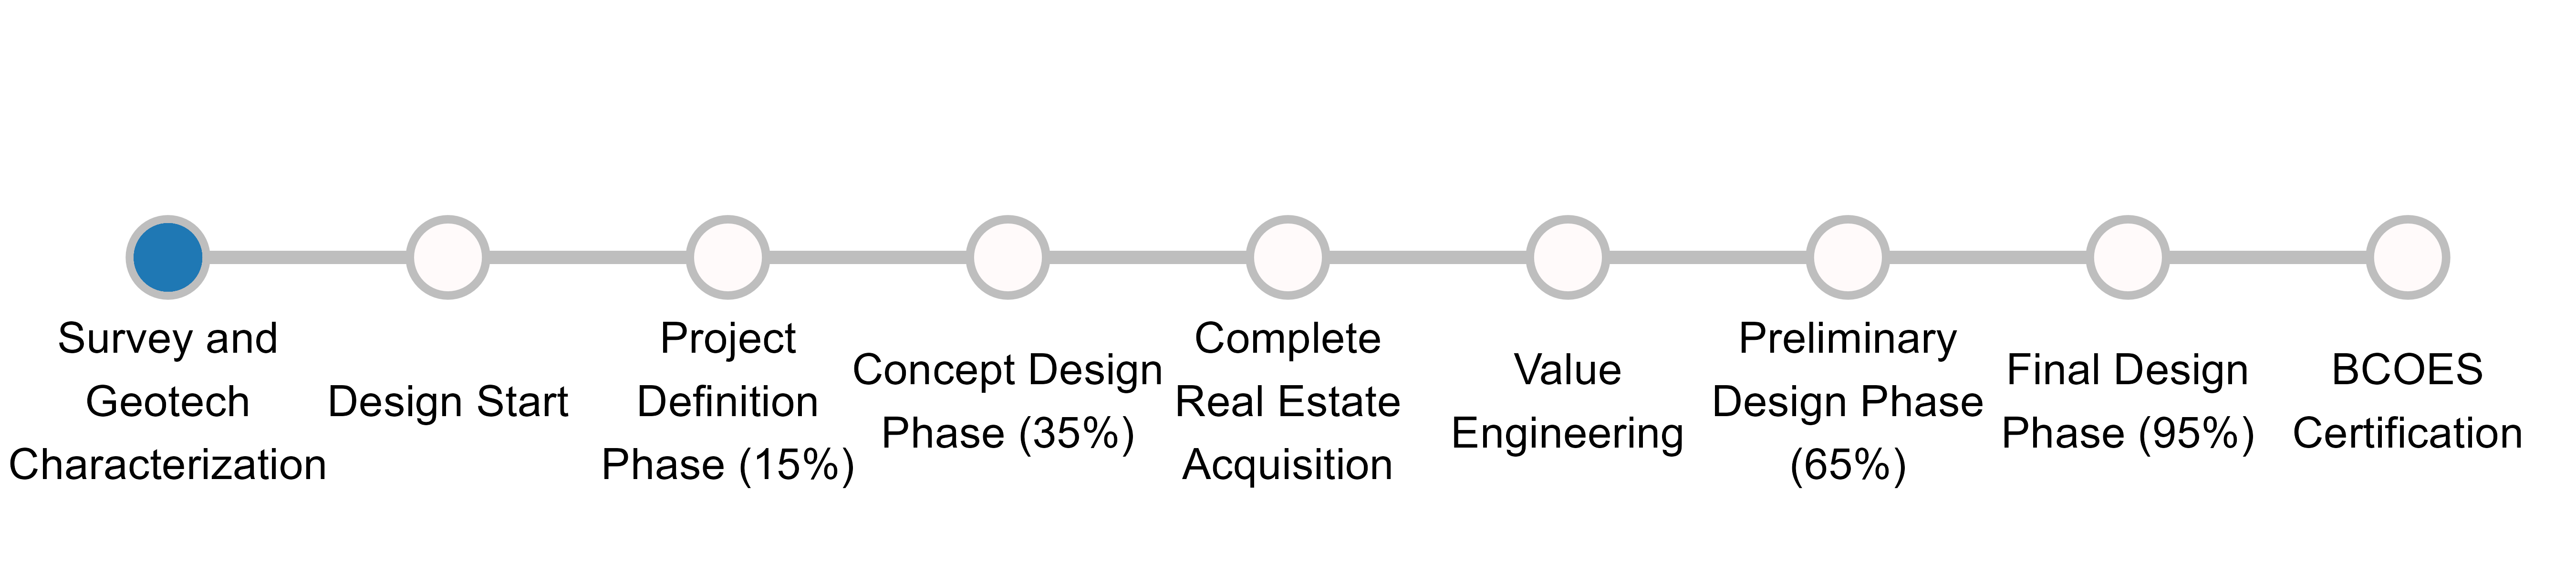 Survey and
Geotech
Characterization
Design Start
Project
Definition
Phase (15%)
Concept Design
Phase (35%)
Complete
Real Estate
Acquisition
Value
Engineering
Preliminary
Design Phase
(65%)
Final Design
Phase (95%)
BCOES
Certification